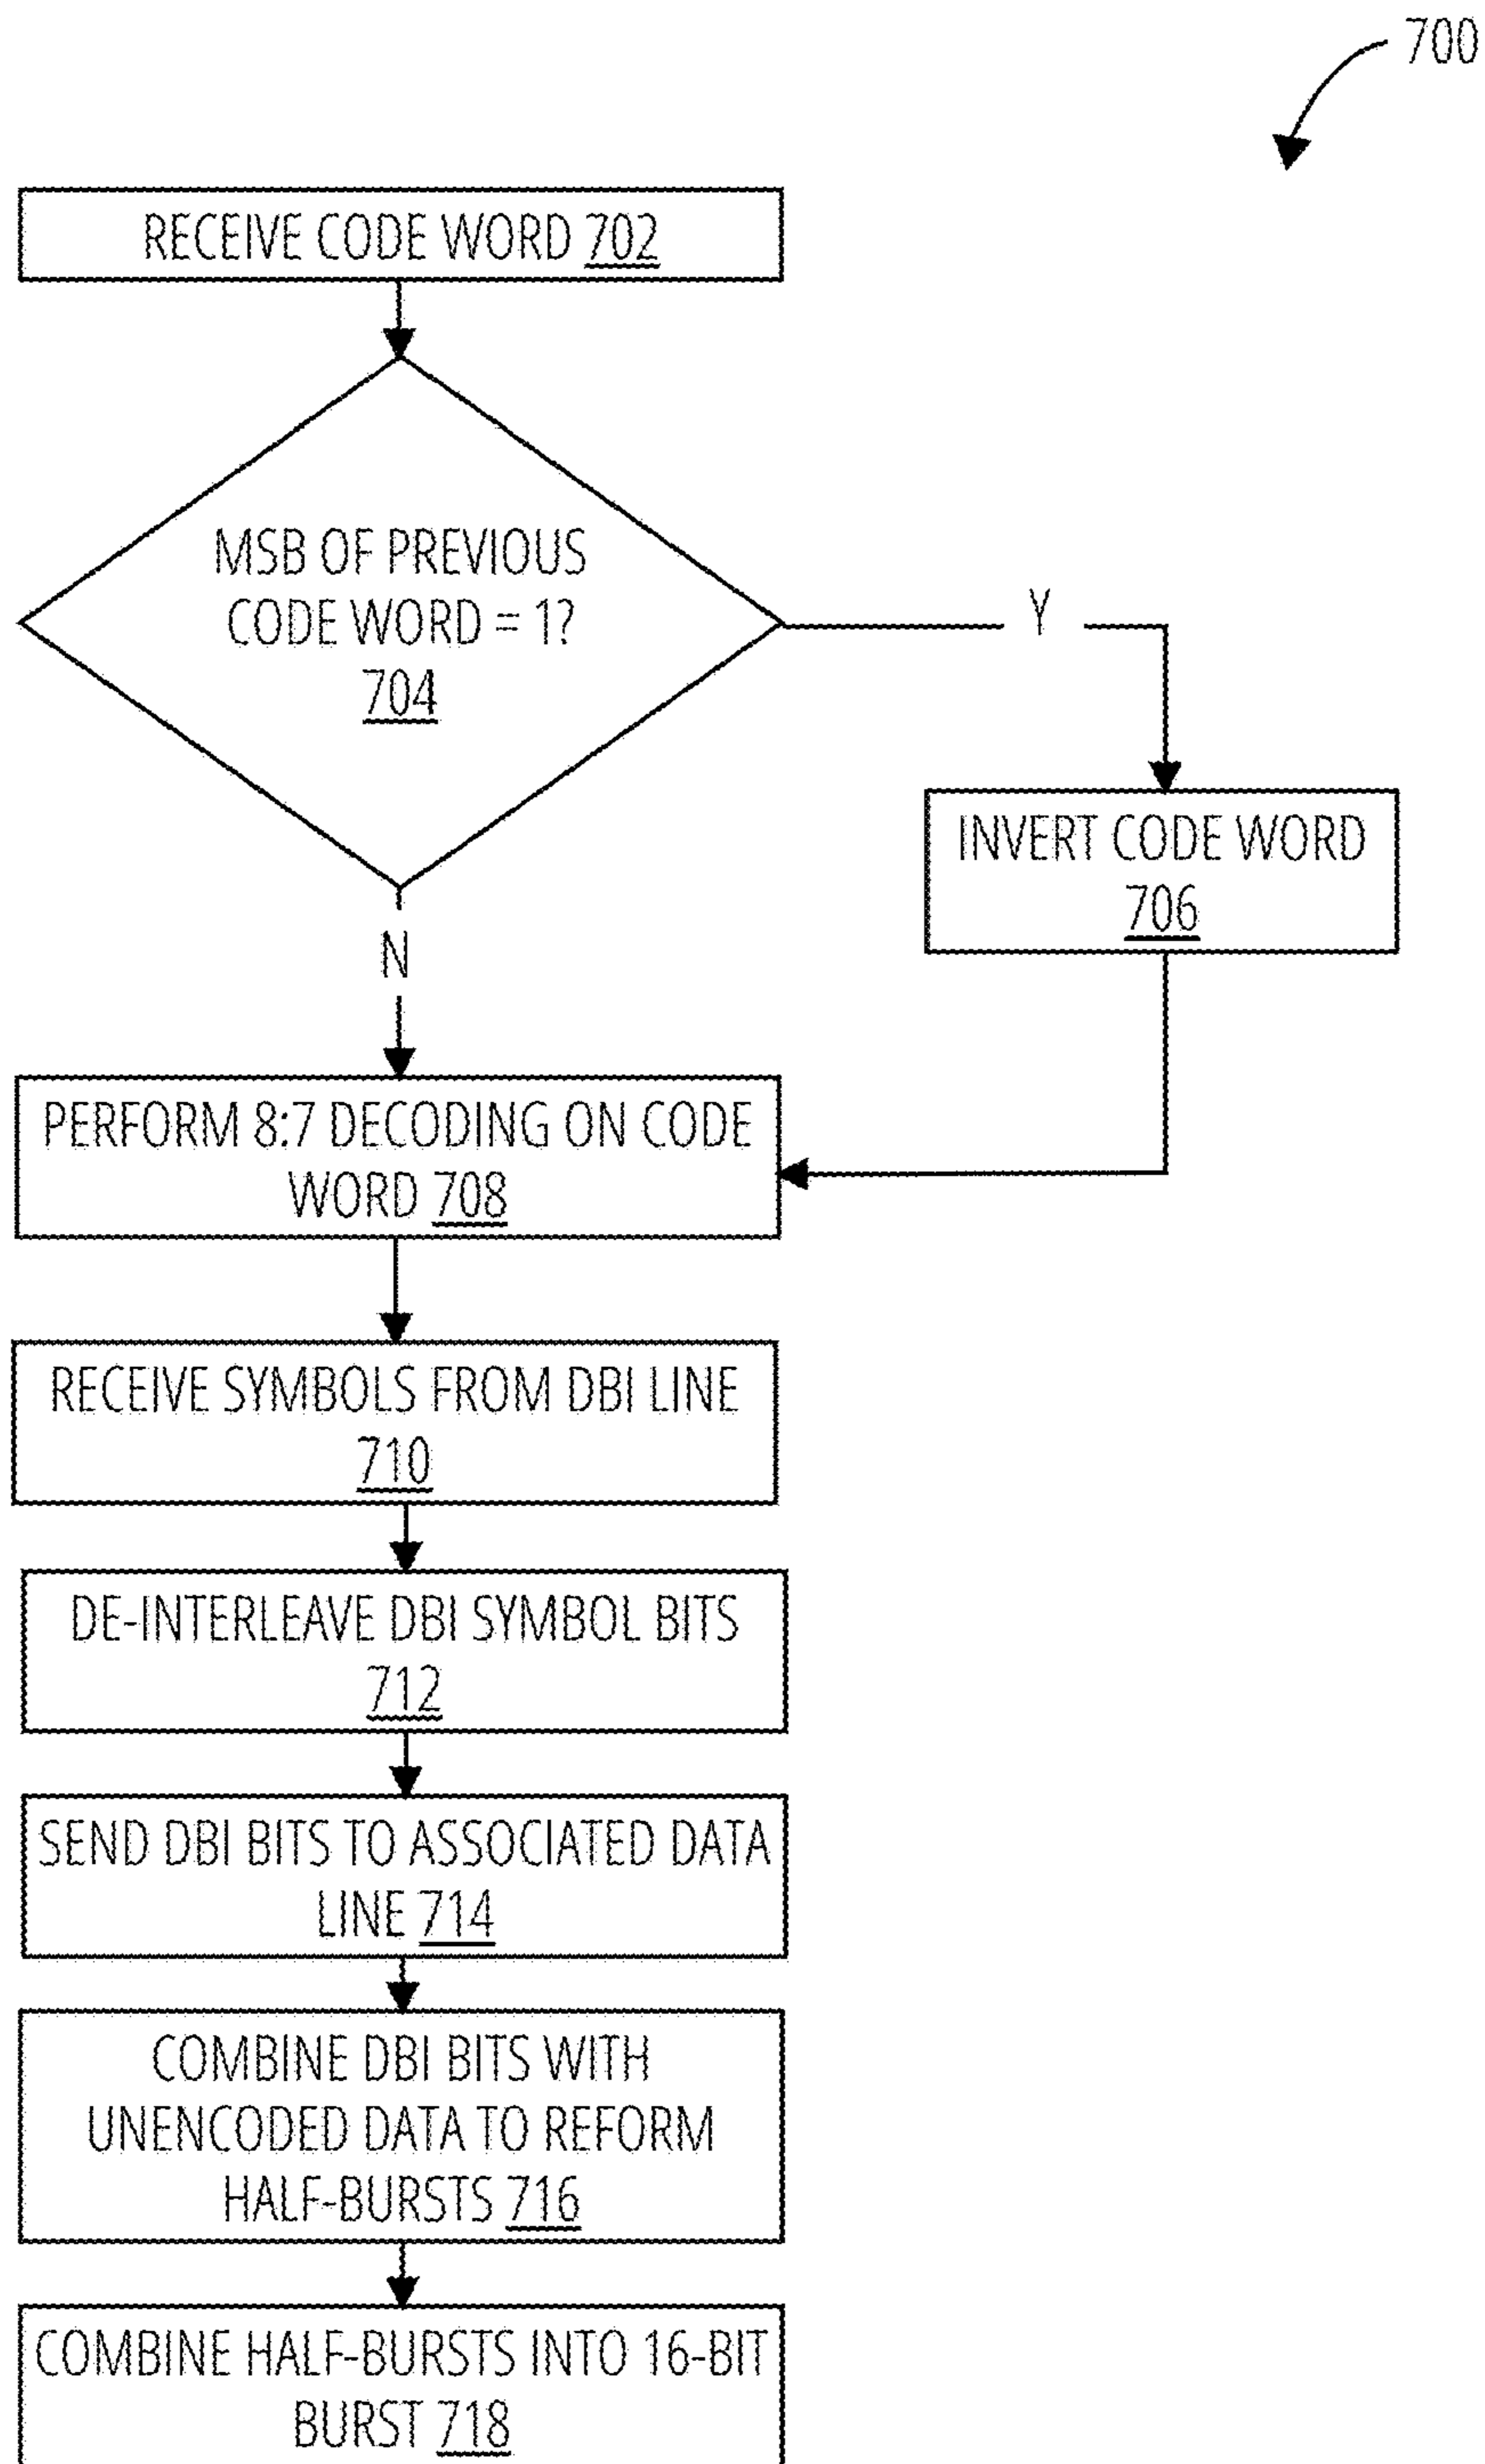 700
RECEIVE CODE WORD 702
MSB OF PREVIOUS
CODE WORD = 1?
704
Y
INVERT CODE WORD
706
N
PERFORM 8:7 DECODING ON CODE
WORD 708
RECEIVE SYMBOLS FROM DBI LINE
710
DE-INTERLEAVE DBI SYMBOL BITS
712
SEND DBI BITS TO ASSOCIATED DATA
LINE 714
COMBINE DBI BITS WITH
UNENCODED DATA TO REFORM
HALF-BURSTS 716
COMBINE HALF-BURSTS INTO 16-BIT
BURST 718